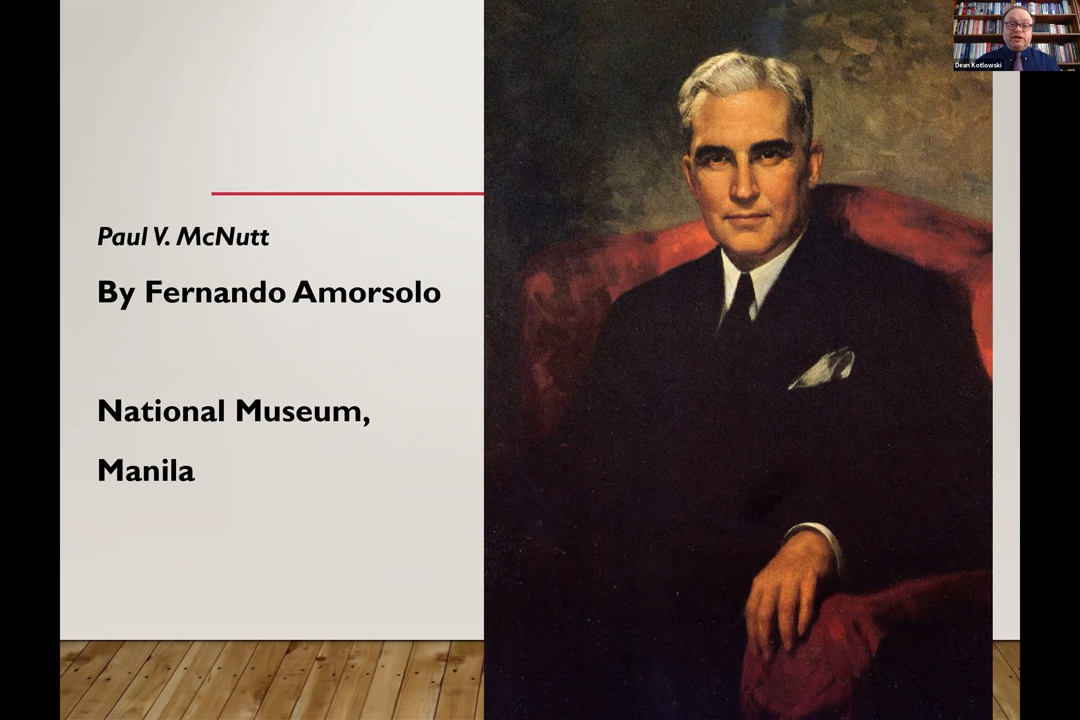 Dean Kotlowski
Paul V. McNutt
By Fernando Amorsolo
National Museum,
Manila